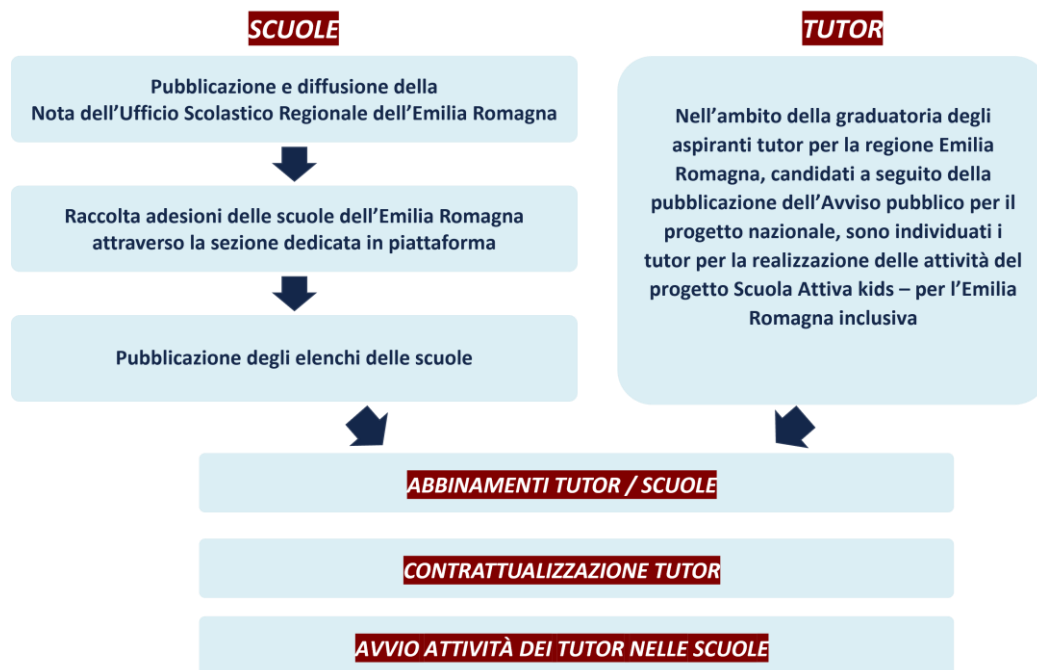 SCUOLE
Pubblicazione e diffusione della
Nota dell'Ufficio Scolastico Regionale dell'Emilia Romagna
Raccolta adesioni delle scuole dell'Emilia Romagna
attraverso la sezione dedicata in piattaforma
Pubblicazione degli elenchi delle scuole
TUTOR
Nell'ambito della graduatoria degli
aspiranti tutor per la regione Emilia
Romagna, candidati a seguito della
pubblicazione dell'Avviso pubblico per il
progetto nazionale, sono individuati i
tutor per la realizzazione delle attività del
progetto Scuola Attiva kids – per l'Emilia
Romagna inclusiva
ABBINAMENTI TUTOR / SCUOLE
CONTRATTUALIZZAZIONE TUTOR
AVVIO ATTIVITÀ DEI TUTOR NELLE SCUOLE